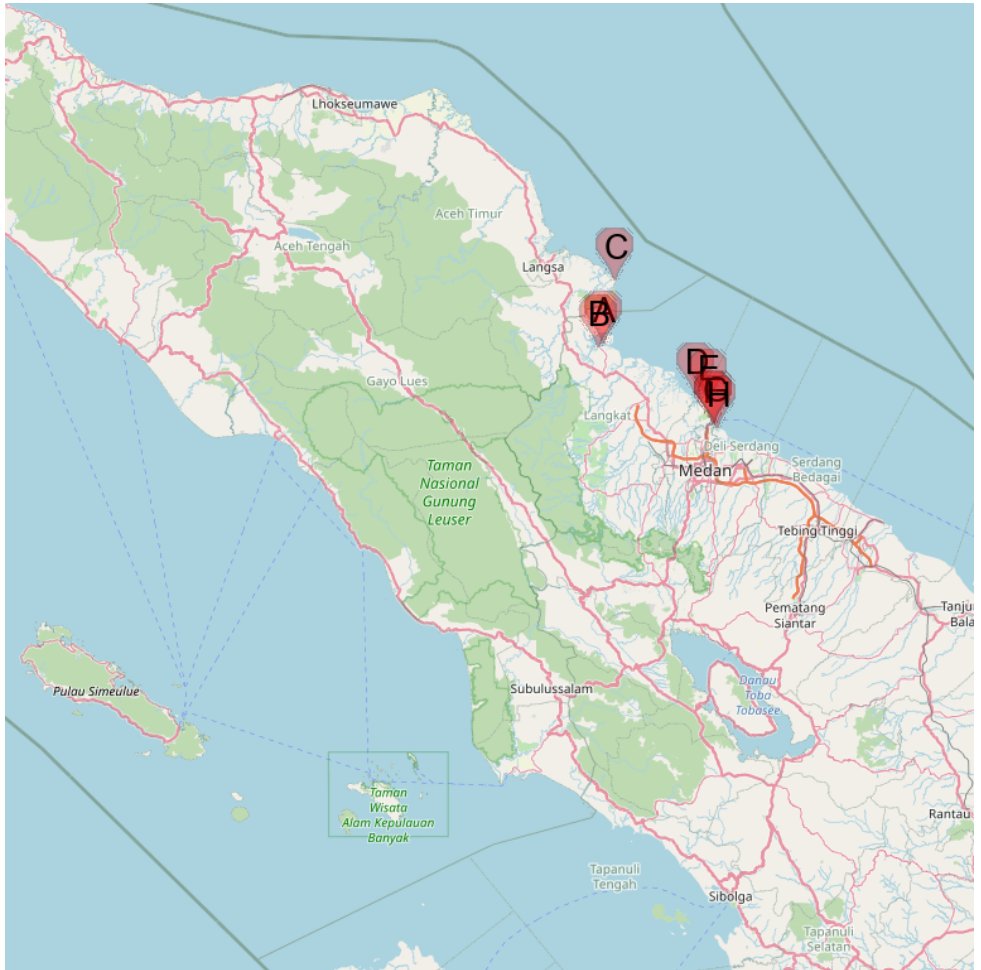 Lhokseumawe
Aceh Timur
Aceh Tengah
C
Langsa
B
A
D
E
H
Gayo Lues
Langkat
Deli-Serdang
Medan
Serdang
Bedagai
Taman
Nasional
Gunung
Leuser
Tebing Tinggi
Pematang
Siantar
Tanju
Bala
Pulau Simeulue
Subulussalam
Danau
Toba
Tobasee
Taman
Wisata
Alam Kepulauan
Banyak
Rantau
Tapanuli
Tengah
Sibolga
Tapanuli
Selatan